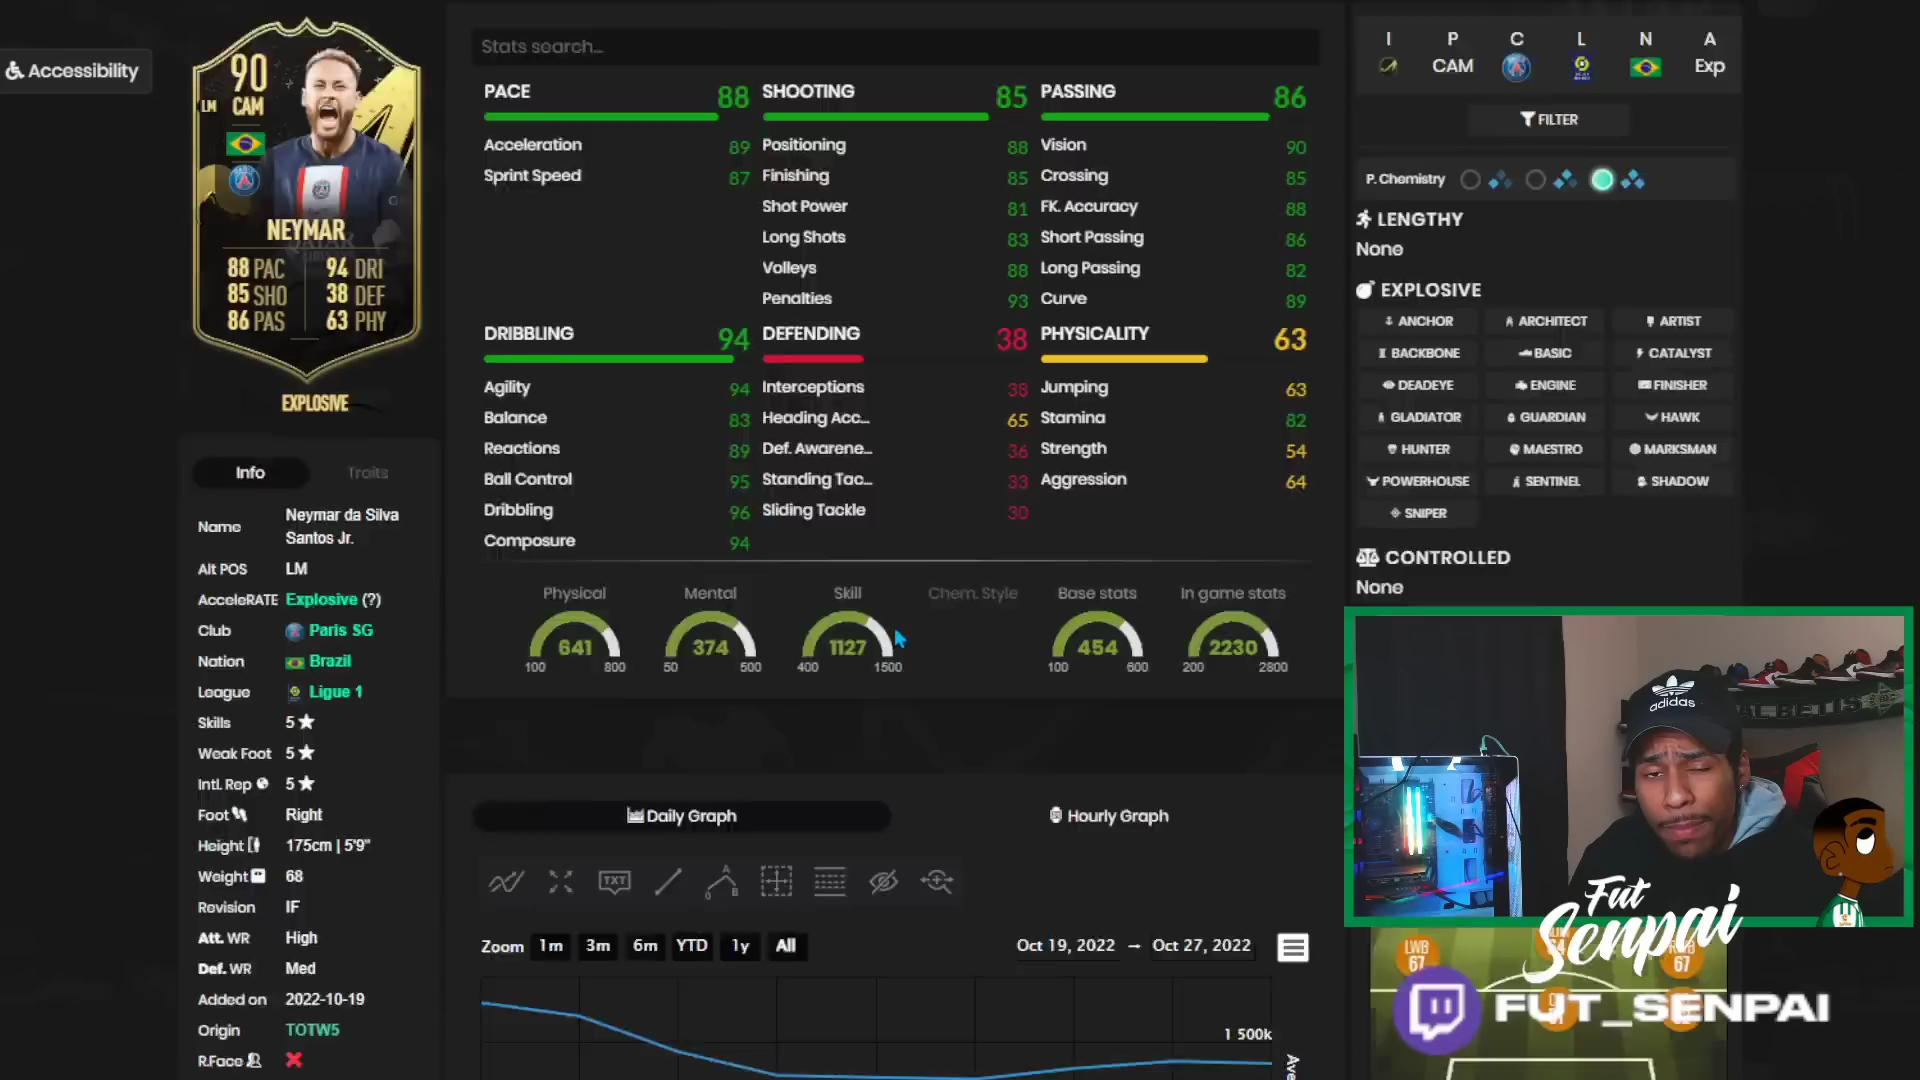 Accessibility
90
CAM
LM
NEYMAR
88 PAC 94 DRI
85 SHO 38 DEF
86 PAS 63 PHY
EXPLOSIVE
Info Traits
Name Neymar da Silva Santos Jr.
Alt POS LM
AcceleRATE Explosive (?)
Club Paris SG
Nation Brazil
League Ligue 1
Skills 5
Weak Foot 5
Intl. Rep 5
Foot Right
Height 175cm | 5'9"
Weight 68
Revision IF
Att. WR High
Def. WR Med
Added on 2022-10-19
Origin TOTW5
R.Face
Stats search...
PACE 88
Acceleration 89
Sprint Speed 87
SHOOTING 85
Positioning 88
Finishing 85
Shot Power 81
Long Shots 83
Volleys 88
Penalties 93
PASSING 86
Vision 90
Crossing 85
FK. Accuracy 88
Short Passing 86
Long Passing 82
Curve 89
DRIBBLING 94
Agility 94
Balance 83
Reactions 89
Ball Control 95
Dribbling 96
Composure 94
DEFENDING 38
Interceptions 38
Heading Acc... 65
Def. Awarene... 36
Standing Tac... 33
Sliding Tackle 30
PHYSICALITY 63
Jumping 63
Stamina 82
Strength 54
Aggression 64
Physical Mental Skill Chem. Style Base stats In game stats
641 374 1127 454 2230
100 800 50 500 400 1500 100 600 200 2800
Daily Graph Hourly Graph
TXT
Zoom 1m 3m 6m YTD 1y All Oct 19, 2022 → Oct 27, 2022
1 500k
Ave
I P C L N A
CAM Exp
FILTER
P. Chemistry
LENGTHY
None
EXPLOSIVE
ANCHOR ARCHITECT ARTIST
BACKBONE BASIC CATALYST
DEADEYE ENGINE FINISHER
GLADIATOR GUARDIAN HAWK
HUNTER MAESTRO MARKSMAN
POWERHOUSE SENTINEL SHADOW
SNIPER
CONTROLLED
None
adidas
Fut
Senpai
LWB
67
67
FUT_SENPAI